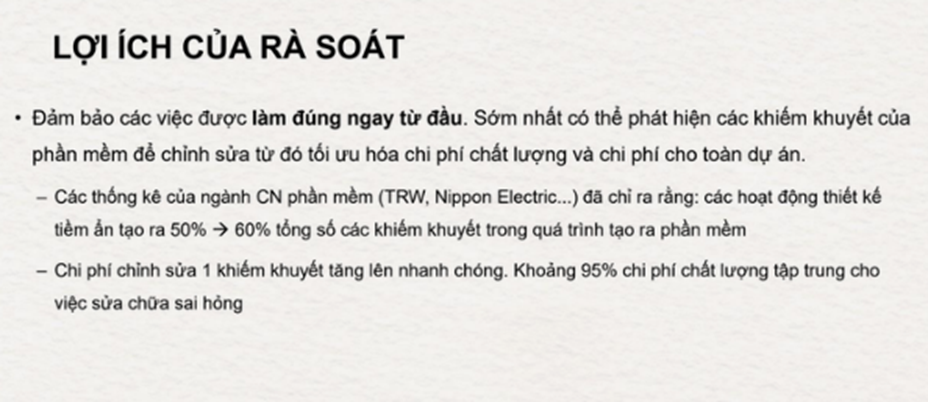 LỢI ÍCH CỦA RÀ SOÁT
• Đảm bảo các việc được làm đúng ngay từ đầu. Sớm nhất có thể phát hiện các khiếm khuyết của
phần mềm để chỉnh sửa từ đó tối ưu hóa chi phí chất lượng và chi phí cho toàn dự án.
– Các thống kê của ngành CN phần mềm (TRW, Nippon Electric...) đã chỉ ra rằng: các hoạt động thiết kế
tiềm ẩn tạo ra 50% → 60% tổng số các khiếm khuyết trong quá trình tạo ra phần mềm
– Chi phí chỉnh sửa 1 khiếm khuyết tăng lên nhanh chóng. Khoảng 95% chi phí chất lượng tập trung cho
việc sửa chữa sai hỏng